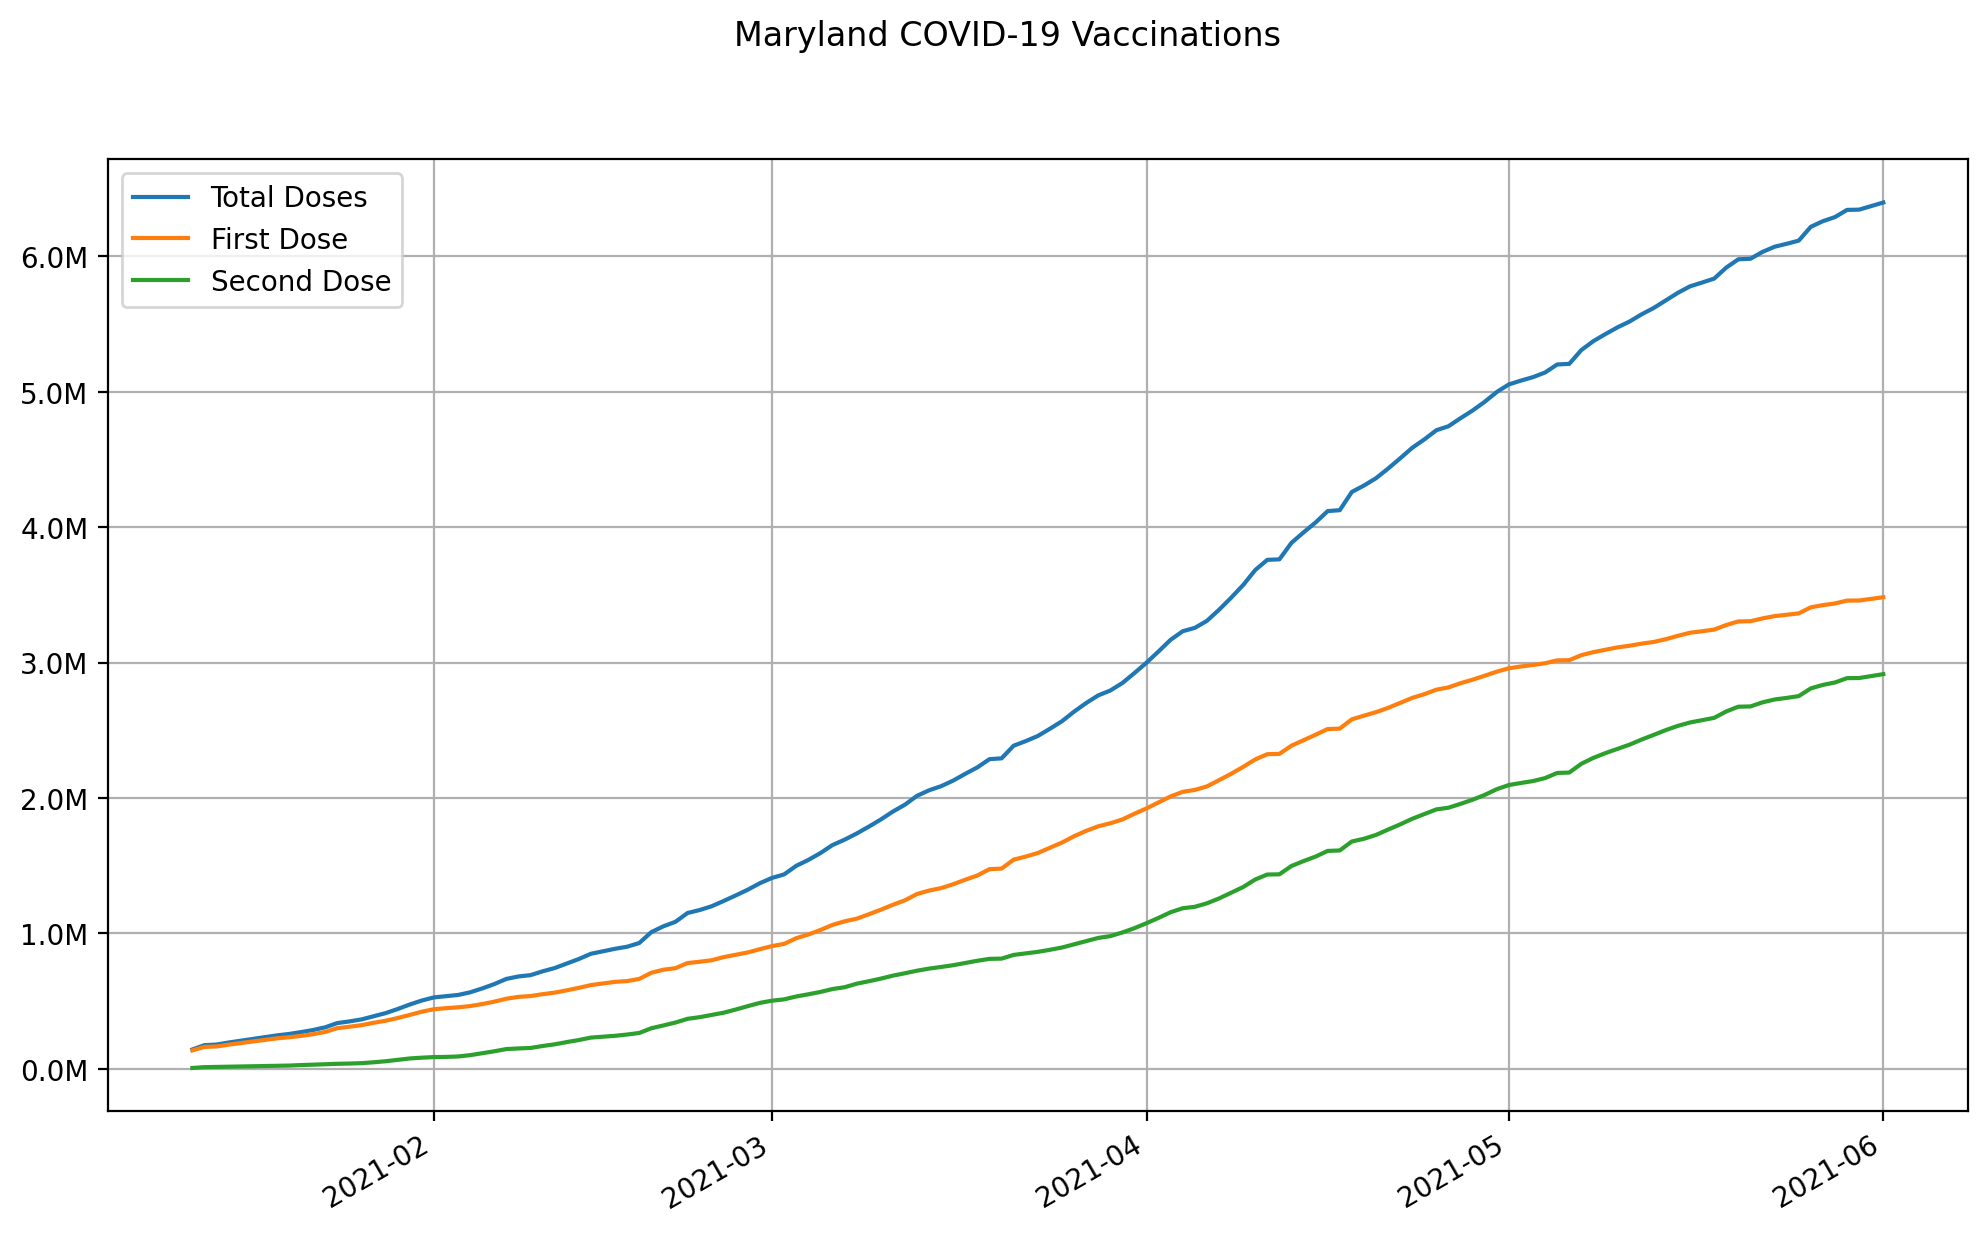 Maryland COVID-19 Vaccinations
Total Doses
First Dose
Second Dose
6.0M
5.0M
4.0M
3.0M
2.0M
1.0M
0.0M
2021-02
2021-03
2021-04
2021-05
2021-06